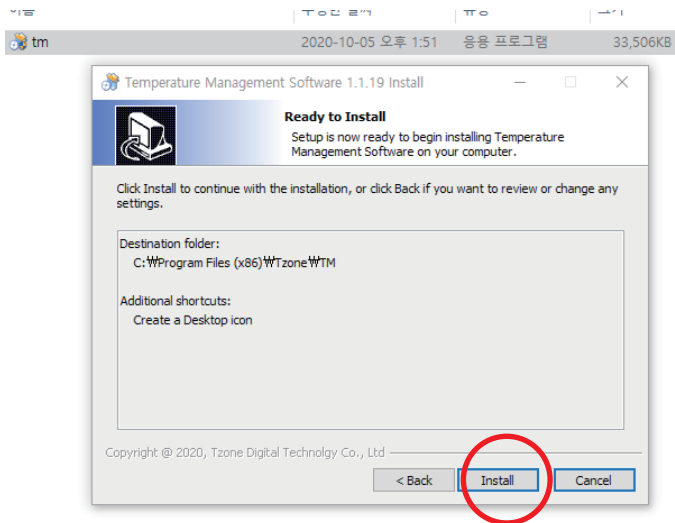 tm 2020-10-05 오후 1:51 응용 프로그램 33,506KB
Temperature Management Software 1.1.19 Install
Ready to Install
Setup is now ready to begin installing Temperature
Management Software on your computer.
Click Install to continue with the installation, or click Back if you want to review or change any
settings.
Destination folder:
C:₩Program Files (x86)₩Tzone₩TM
Additional shortcuts:
Create a Desktop icon
Copyright @ 2020, Tzone Digital Technolgy Co., Ltd
< Back Install Cancel